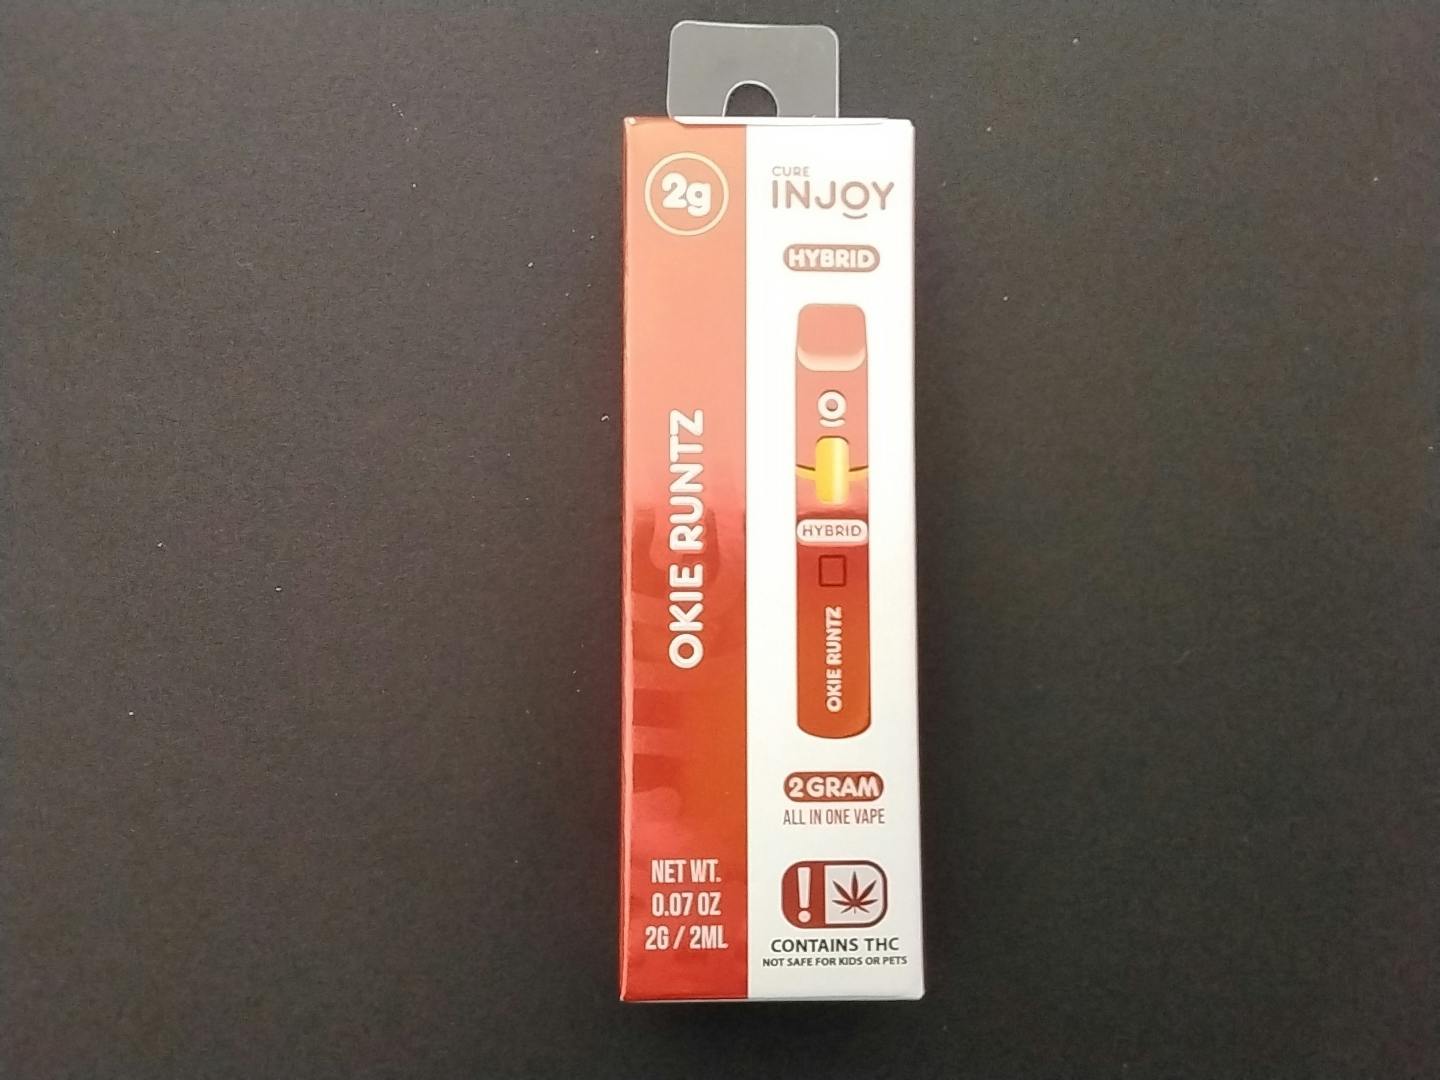 2g
OKIE RUNTZ
NET WT.
0.07 OZ
2G / 2ML
CURE
INJOY
HYBRID
HYBRID
OKIE RUNTZ
2 GRAM
ALL IN ONE VAPE
!
CONTAINS THC
NOT SAFE FOR KIDS OR PETS